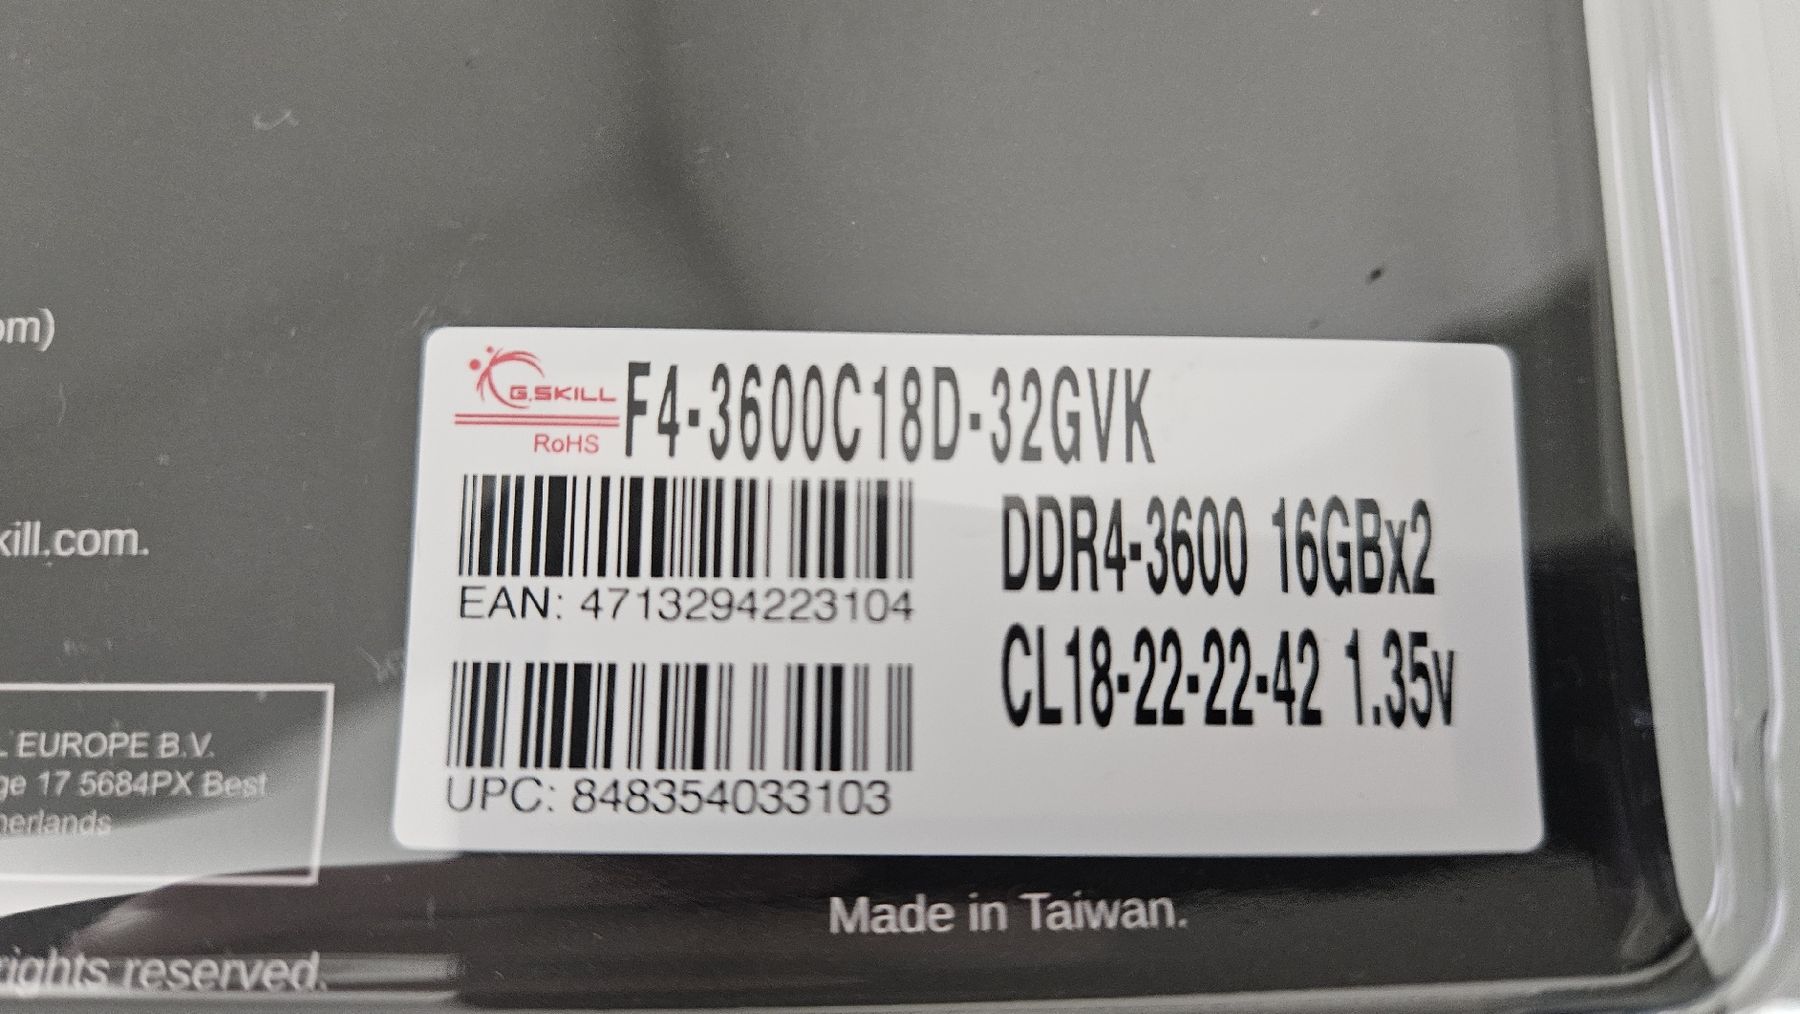 om)
kill.com.
L EUROPE B.V.
ge 17 5684PX Best
herlands
rights reserved.
G.SKILL
RoHS
F4-3600C18D-32GVK
DDR4-3600 16GBx2
CL18-22-22-42 1.35v
EAN: 4713294223104
UPC: 848354033103
Made in Taiwan.